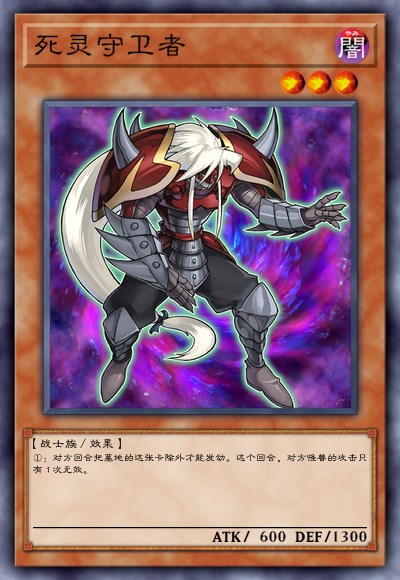 死灵守卫者
やみ
闇
【战士族/效果】
①:对方回合把墓地的这张卡除外才能发动。这个回合，对方怪兽的攻击只
有1次无效。
ATK/ 600 DEF/1300